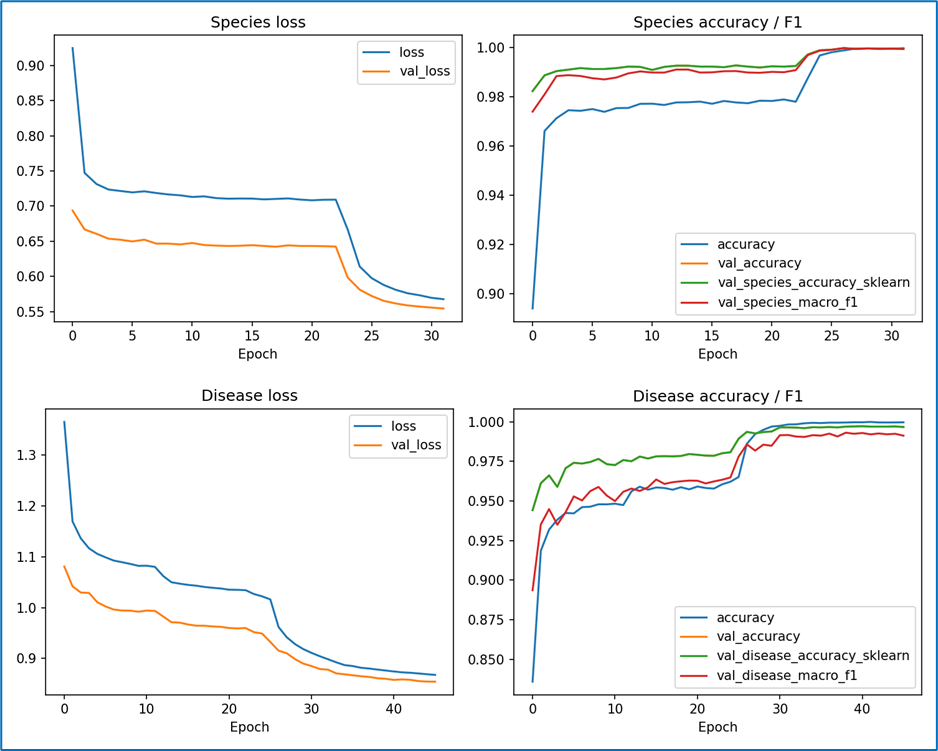 Species loss
loss
val_loss
0.90
0.85
0.80
0.75
0.70
0.65
0.60
0.55
0
5
10
15
20
25
30
Epoch
Species accuracy / F1
1.00
0.98
0.96
0.94
0.92
0.90
accuracy
val_accuracy
val_species_accuracy_sklearn
val_species_macro_f1
0
5
10
15
20
25
30
Epoch
Disease loss
loss
val_loss
1.3
1.2
1.1
1.0
0.9
0
10
20
30
40
Epoch
Disease accuracy / F1
1.000
0.975
0.950
0.925
0.900
0.875
0.850
accuracy
val_accuracy
val_disease_accuracy_sklearn
val_disease_macro_f1
0
10
20
30
40
Epoch